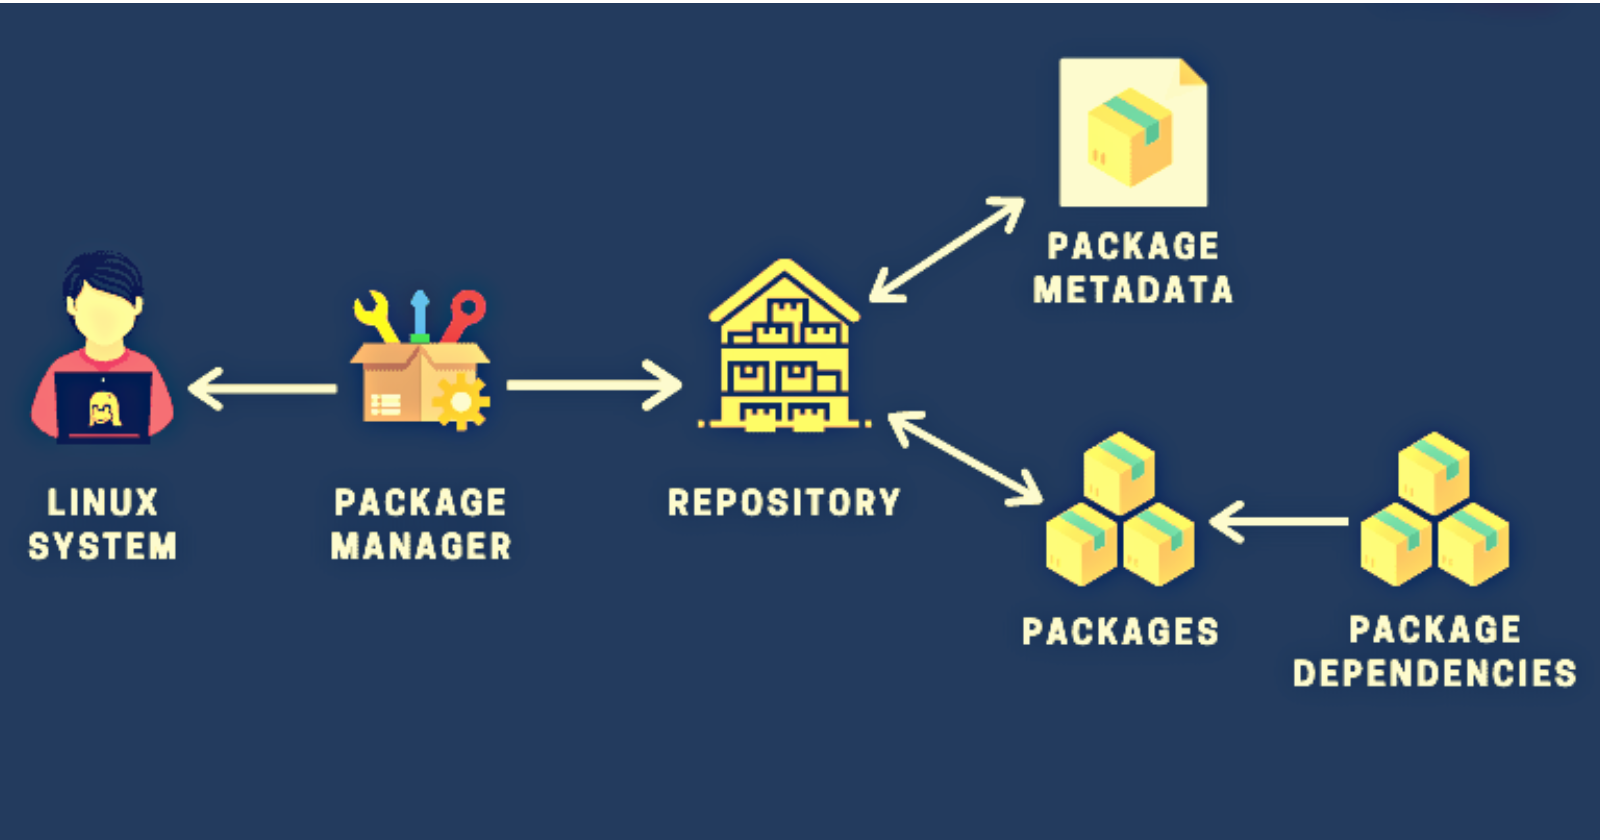 PACKAGE
METADATA
LINUX
SYSTEM
PACKAGE
MANAGER
REPOSITORY
PACKAGES
PACKAGE
DEPENDENCIES